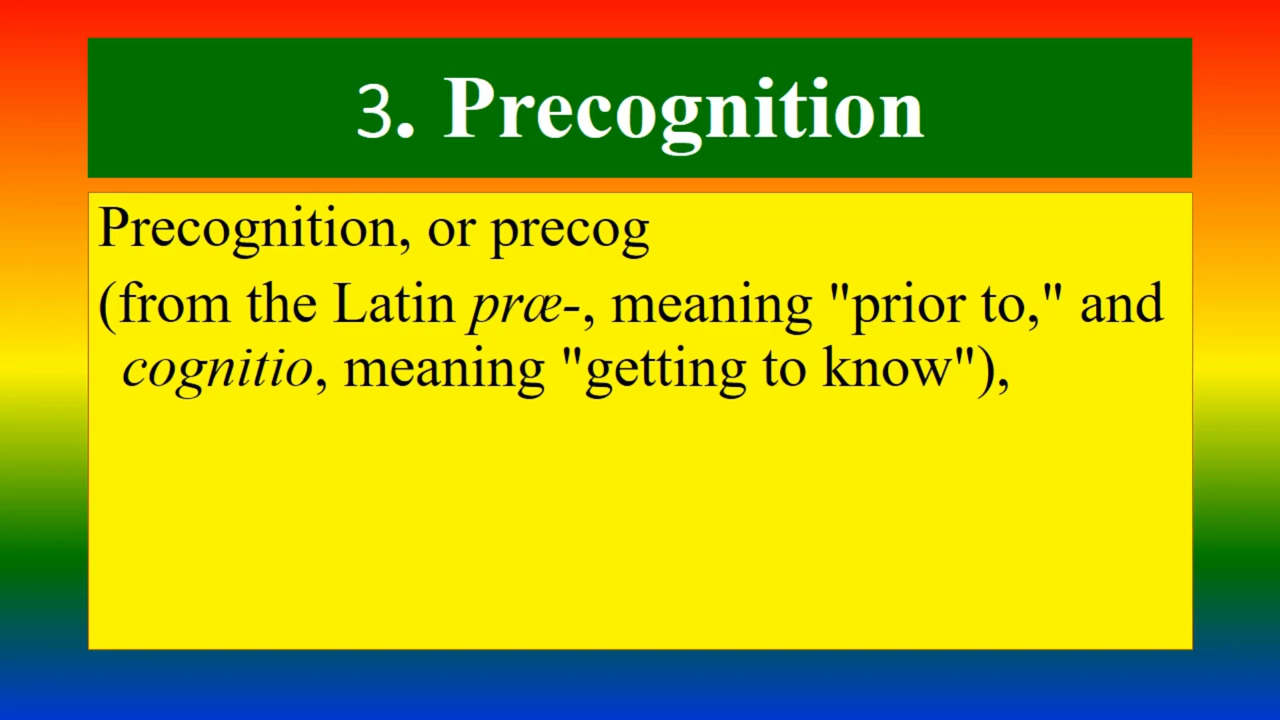 3. Precognition
Precognition, or precog
(from the Latin præ-, meaning "prior to," and
cognitio, meaning "getting to know"),